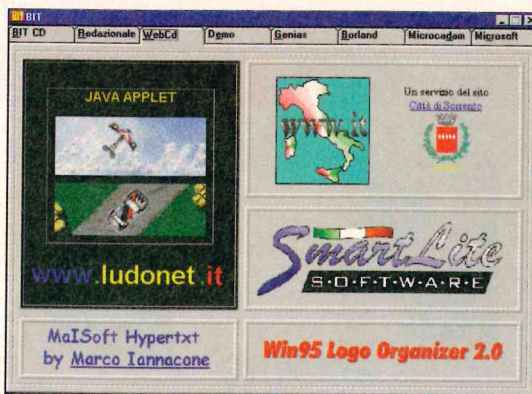 BIT
BIT CD
Redazionale
WebCd
Demo
Genias
Borland
Microcadam
Microsoft
JAVA APPLET
www.ludonet.it
www.it
Un servizio del sito
Città di Sorrento
SmartLite
S·O·F·T·W·A·R·E
MaISoft Hypertxt
by Marco Iannacone
Win95 Logo Organizer 2.0